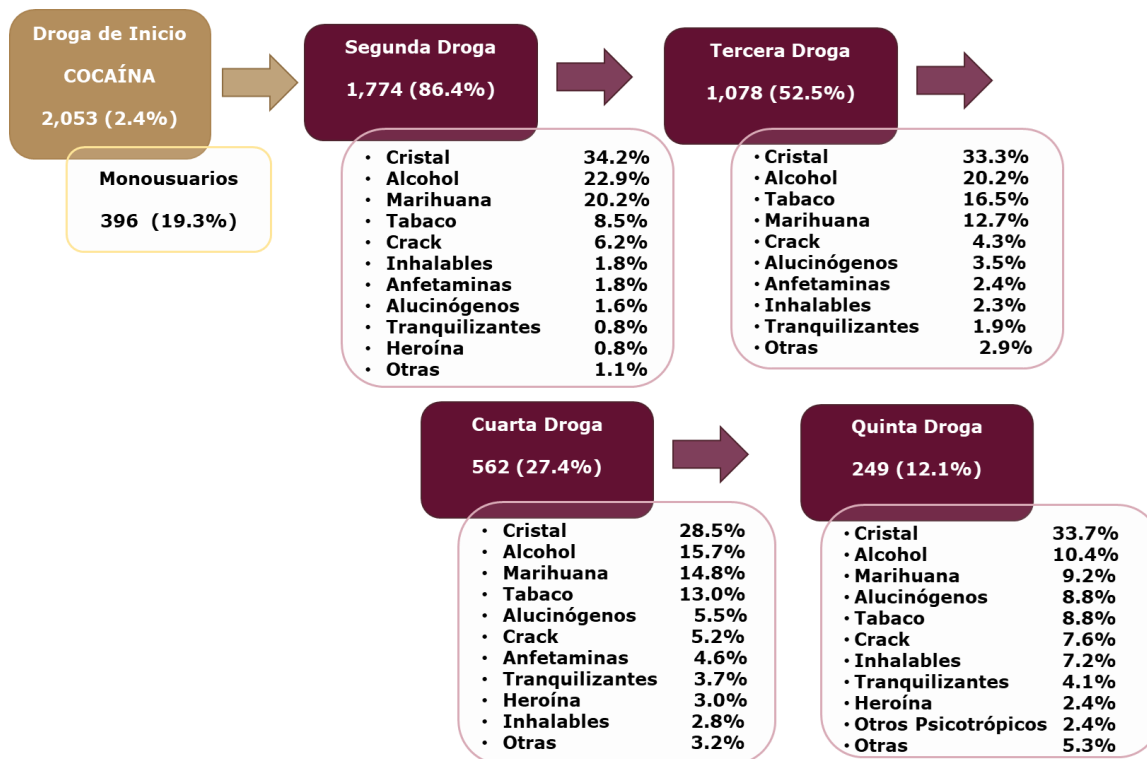 Droga de Inicio
COCAÍNA
2,053 (2.4%)
Monousuarios
396 (19.3%)
Segunda Droga
1,774 (86.4%)
· Cristal 34.2%
· Alcohol 22.9%
· Marihuana 20.2%
· Tabaco 8.5%
· Crack 6.2%
· Inhalables 1.8%
· Anfetaminas 1.8%
· Alucinógenos 1.6%
· Tranquilizantes 0.8%
· Heroína 0.8%
· Otras 1.1%
Tercera Droga
1,078 (52.5%)
· Cristal 33.3%
· Alcohol 20.2%
· Tabaco 16.5%
· Marihuana 12.7%
· Crack 4.3%
· Alucinógenos 3.5%
· Anfetaminas 2.4%
· Inhalables 2.3%
· Tranquilizantes 1.9%
· Otras 2.9%
Cuarta Droga
562 (27.4%)
· Cristal 28.5%
· Alcohol 15.7%
· Marihuana 14.8%
· Tabaco 13.0%
· Alucinógenos 5.5%
· Crack 5.2%
· Anfetaminas 4.6%
· Tranquilizantes 3.7%
· Heroína 3.0%
· Inhalables 2.8%
· Otras 3.2%
Quinta Droga
249 (12.1%)
· Cristal 33.7%
· Alcohol 10.4%
· Marihuana 9.2%
· Alucinógenos 8.8%
· Tabaco 8.8%
· Crack 7.6%
· Inhalables 7.2%
· Tranquilizantes 4.1%
· Heroína 2.4%
· Otros Psicotrópicos 2.4%
· Otras 5.3%